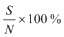 S/N × 100 %